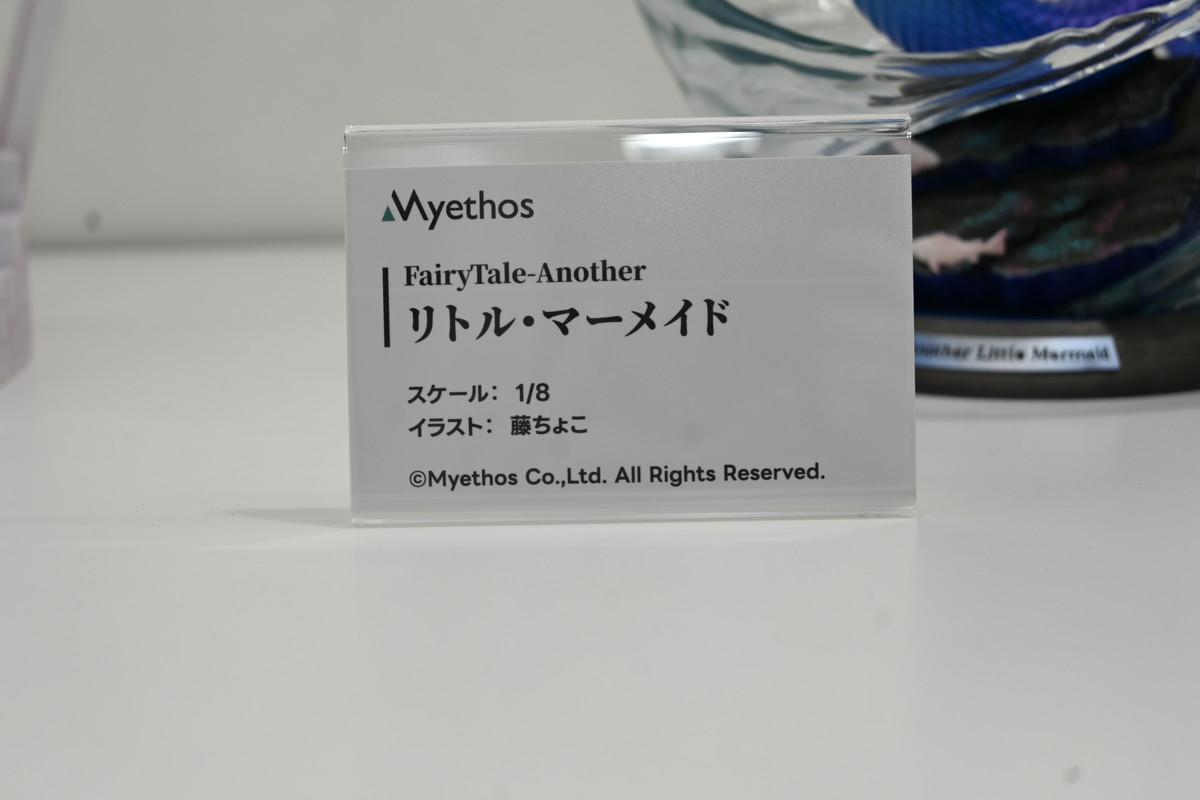 Myethos
FairyTale-Another
リトル・マーメイド
スケール： 1/8
イラスト： 藤ちょこ
©Myethos Co.,Ltd. All Rights Reserved.
Little Mermaid